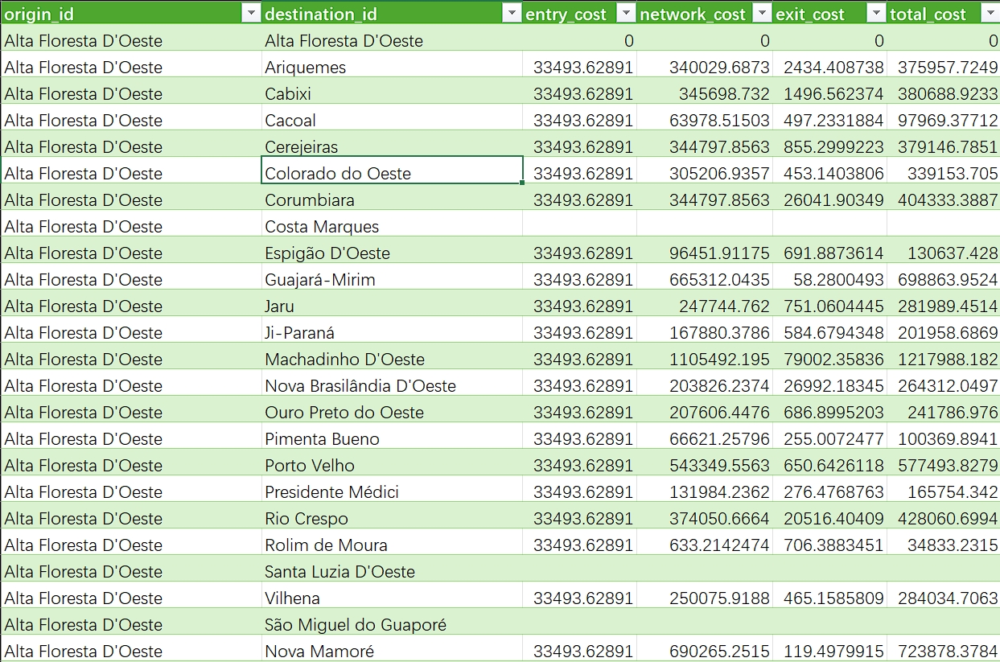 origin_id destination_id entry_cost network_cost exit_cost total_cost
Alta Floresta D'Oeste Alta Floresta D'Oeste 0 0 0 0
Alta Floresta D'Oeste Ariquemes 33493.62891 340029.6873 2434.408738 375957.7249
Alta Floresta D'Oeste Cabixi 33493.62891 345698.732 1496.562374 380688.9233
Alta Floresta D'Oeste Cacoal 33493.62891 63978.51503 497.2331884 97969.37712
Alta Floresta D'Oeste Cerejeiras 33493.62891 344797.8563 855.2999223 379146.7851
Alta Floresta D'Oeste Colorado do Oeste 33493.62891 305206.9357 453.1403806 339153.705
Alta Floresta D'Oeste Corumbiara 33493.62891 344797.8563 26041.90349 404333.3887
Alta Floresta D'Oeste Costa Marques
Alta Floresta D'Oeste Espigão D'Oeste 33493.62891 96451.91175 691.8873614 130637.428
Alta Floresta D'Oeste Guajará-Mirim 33493.62891 665312.0435 58.2800493 698863.9524
Alta Floresta D'Oeste Jaru 33493.62891 247744.762 751.0604445 281989.4514
Alta Floresta D'Oeste Ji-Paraná 33493.62891 167880.3786 584.6794348 201958.6869
Alta Floresta D'Oeste Machadinho D'Oeste 33493.62891 1105492.195 79002.35836 1217988.182
Alta Floresta D'Oeste Nova Brasilândia D'Oeste 33493.62891 203826.2374 26992.18345 264312.0497
Alta Floresta D'Oeste Ouro Preto do Oeste 33493.62891 207606.4476 686.8995203 241786.976
Alta Floresta D'Oeste Pimenta Bueno 33493.62891 66621.25796 255.0072477 100369.8941
Alta Floresta D'Oeste Porto Velho 33493.62891 543349.5563 650.6426118 577493.8279
Alta Floresta D'Oeste Presidente Médici 33493.62891 131984.2362 276.4768763 165754.342
Alta Floresta D'Oeste Rio Crespo 33493.62891 374050.6664 20516.40409 428060.6994
Alta Floresta D'Oeste Rolim de Moura 33493.62891 633.2142474 706.3883451 34833.2315
Alta Floresta D'Oeste Santa Luzia D'Oeste
Alta Floresta D'Oeste Vilhena 33493.62891 250075.9188 465.1585809 284034.7063
Alta Floresta D'Oeste São Miguel do Guaporé
Alta Floresta D'Oeste Nova Mamoré 33493.62891 690265.2515 119.4979915 723878.3784